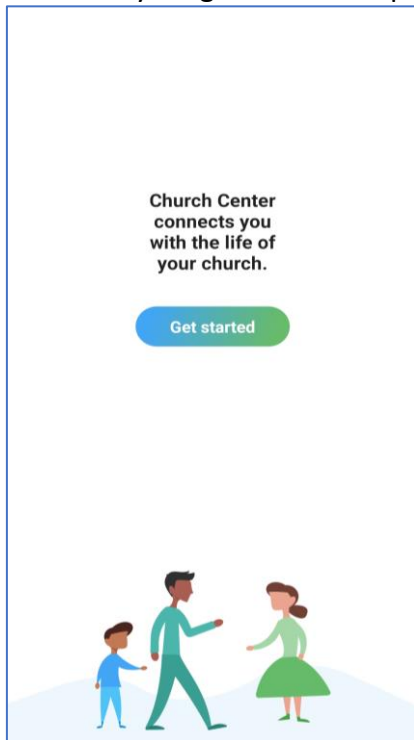 Church Center
connects you
with the life of
your church.
Get started